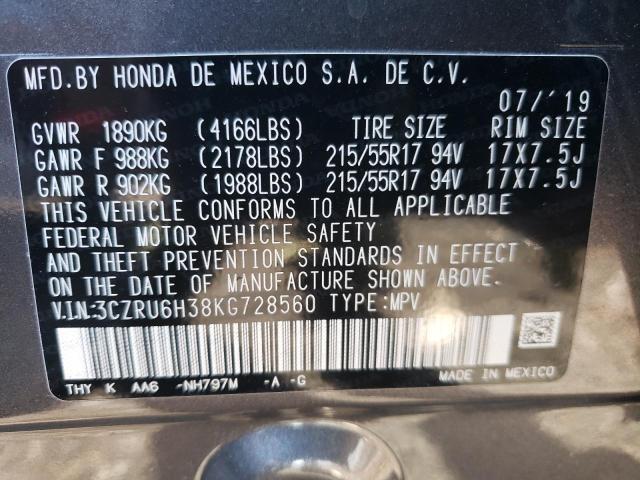 MFD.BY HONDA DE MEXICO S.A. DE C.V.
07/'19
GVWR 1890KG (4166LBS) TIRE SIZE RIM SIZE
GAWR F 988KG (2178LBS) 215/55R17 94V 17X7.5J
GAWR R 902KG (1988LBS) 215/55R17 94V 17X7.5J
THIS VEHICLE CONFORMS TO ALL APPLICABLE
FEDERAL MOTOR VEHICLE SAFETY
AND THEFT PREVENTION STANDARDS IN EFFECT
ON THE DATE OF MANUFACTURE SHOWN ABOVE.
V.I.N.:3CZRU6H38KG728560 TYPE:MPV
THY K AA6 -NH797M -A -G
MADE IN MEXICO